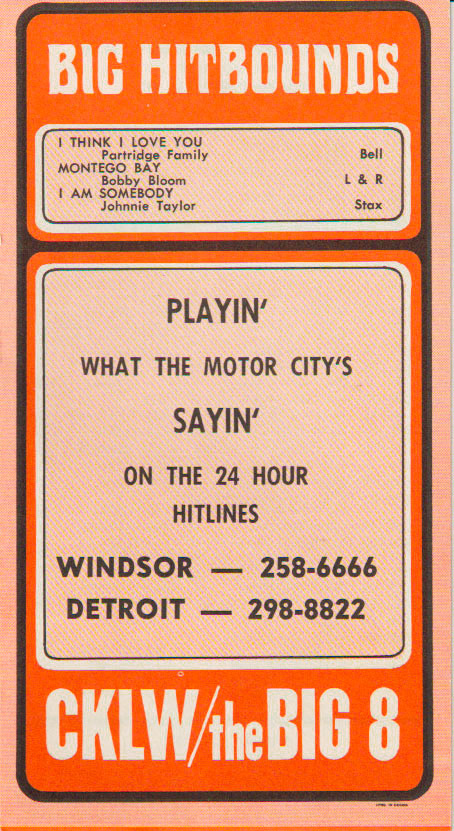 BIG HITBOUNDS
I THINK I LOVE YOU
Partridge Family Bell
MONTEGO BAY
Bobby Bloom L & R
I AM SOMEBODY
Johnnie Taylor Stax
PLAYIN'
WHAT THE MOTOR CITY'S
SAYIN'
ON THE 24 HOUR
HITLINES
WINDSOR — 258-6666
DETROIT — 298-8822
CKLW/the BIG 8